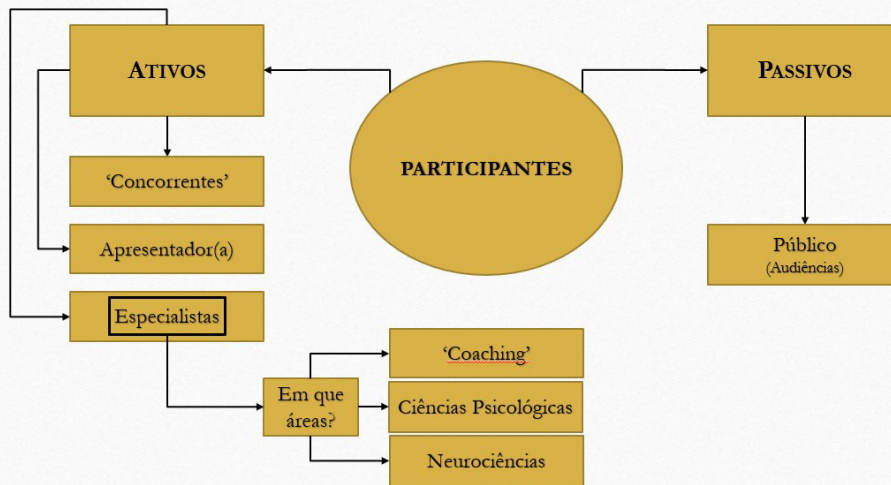 ATIVOS
PASSIVOS
PARTICIPANTES
‘Concorrentes’
Apresentador(a)
Especialistas
Público
(Audiências)
Em que
áreas?
‘Coaching’
Ciências Psicológicas
Neurociências